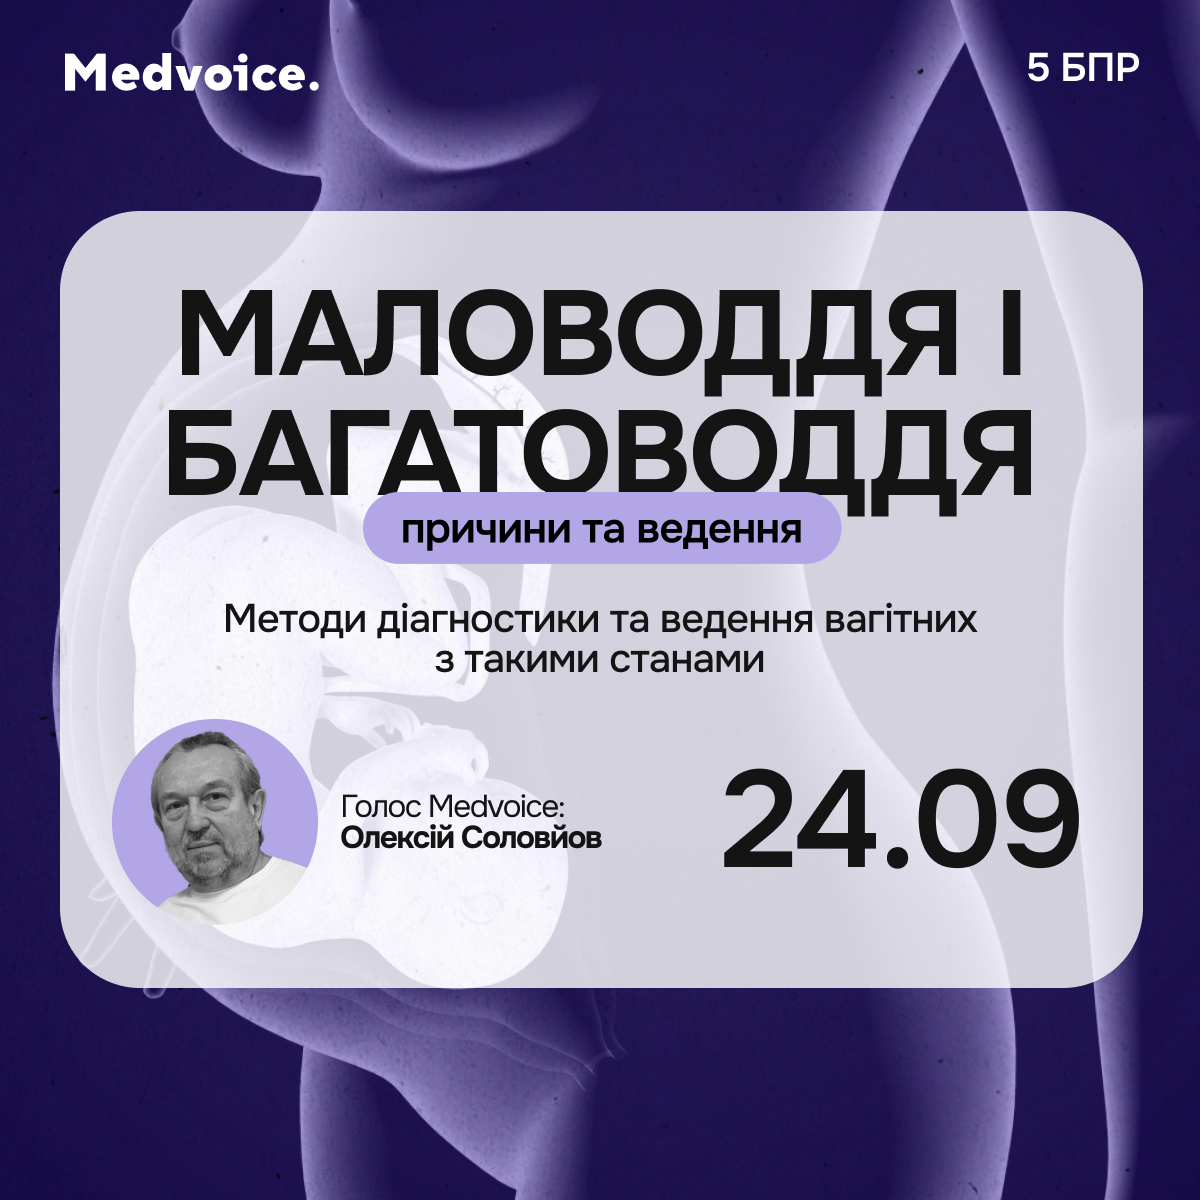 Medvoice.
5 БПР
МАЛОВОДДЯ І
БАГАТОВОДДЯ
причини та ведення
Методи діагностики та ведення вагітних
з такими станами
Голос Medvoice:
Олексій Соловйов
24.09